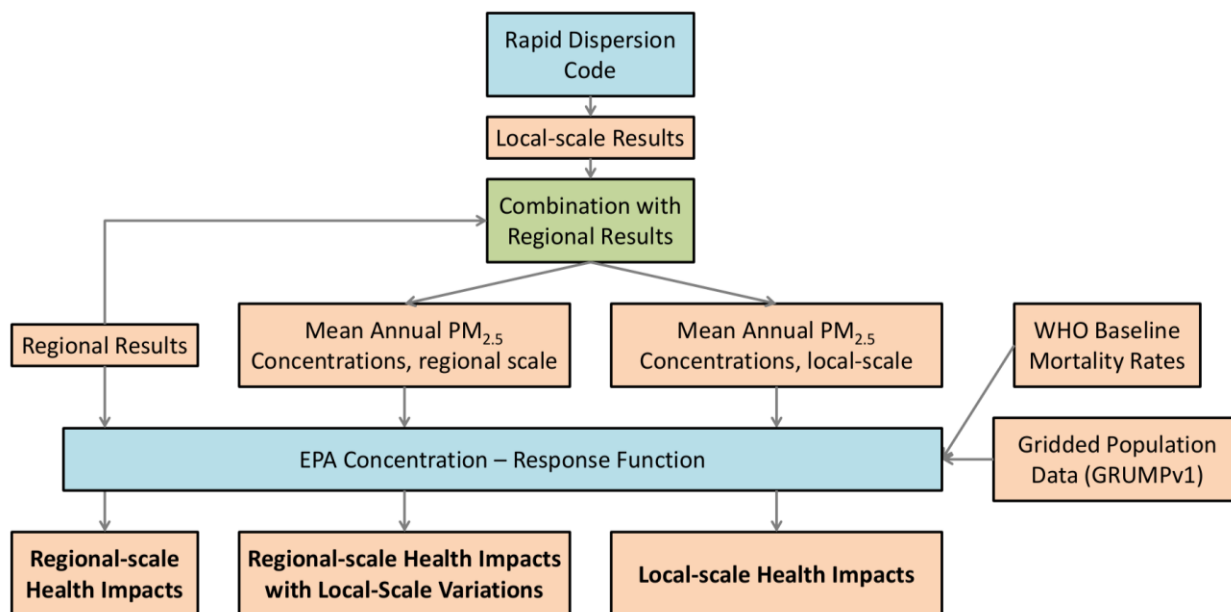 Rapid Dispersion
Code
Local-scale Results
Combination with
Regional Results
Regional Results
Mean Annual PM2.5
Concentrations, regional scale
Mean Annual PM2.5
Concentrations, local-scale
WHO Baseline
Mortality Rates
EPA Concentration – Response Function
Gridded Population
Data (GRUMPv1)
Regional-scale
Health Impacts
Regional-scale Health Impacts
with Local-Scale Variations
Local-scale Health Impacts